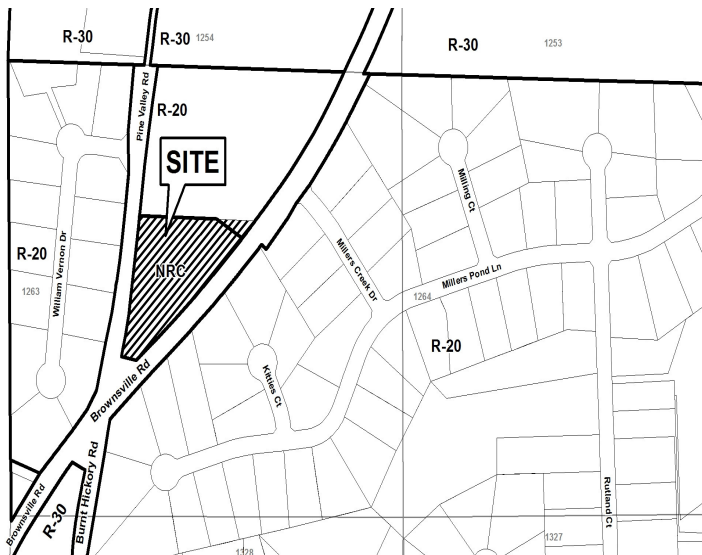 R-30
R-30
1254
R-30
1253
Pine Valley Rd
R-20
SITE
Milling Ct
R-20
1263
William Vernon Dr
NRC
Millers Creek Dr
Millers Pond Ln
1264
R-20
Brownsville Rd
Kitties Ct
Rutland Ct
Brownsville Rd
R-30
Burnt Hickory Rd
1328
1327